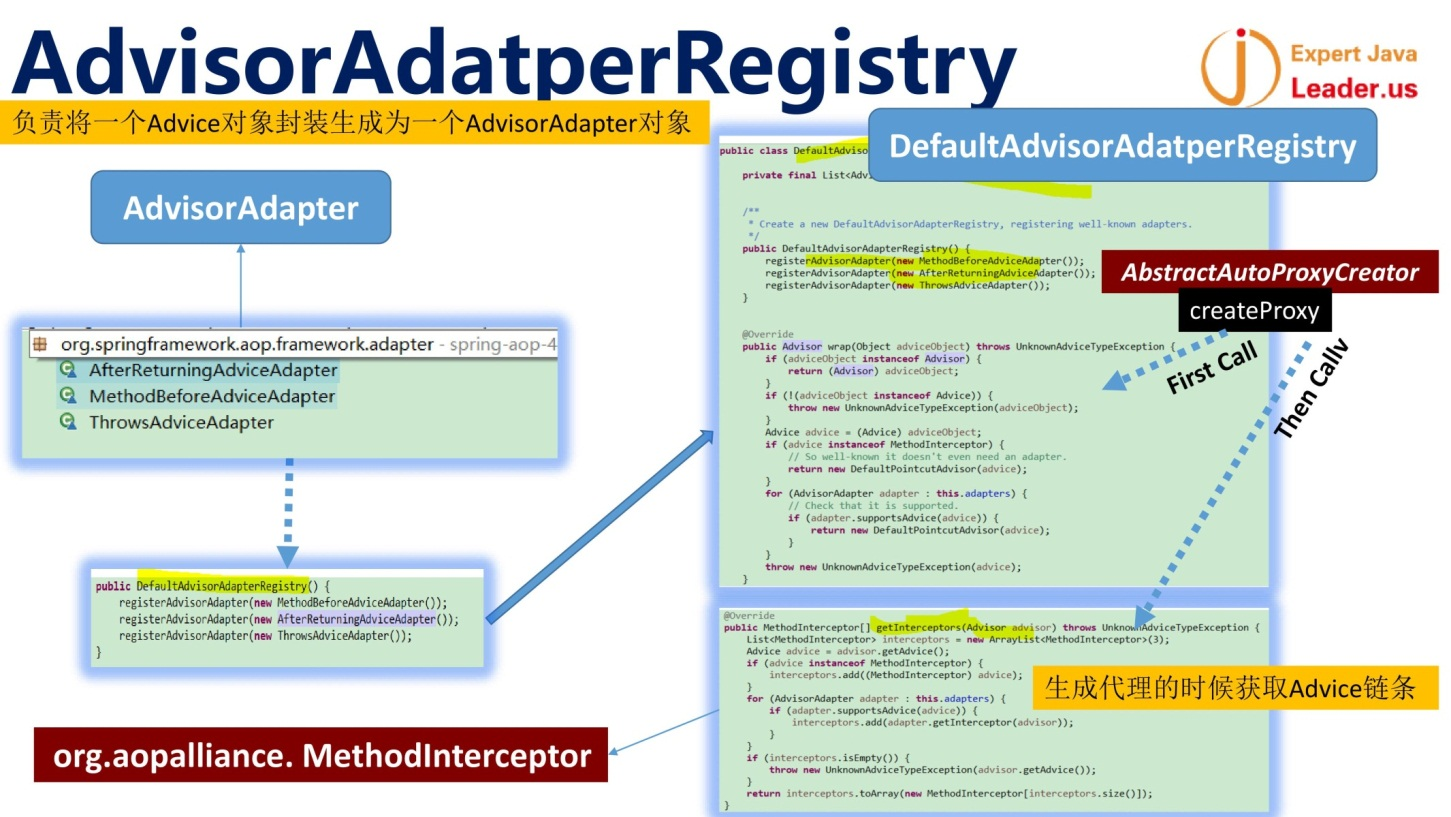 AdvisorAdatperRegistry
Expert Java
Leader.us
负责将一个Advice对象封装生成为一个AdvisorAdapter对象
AdvisorAdapter
org.springframework.aop.framework.adapter - spring-aop-4
AfterReturningAdviceAdapter
MethodBeforeAdviceAdapter
ThrowsAdviceAdapter
public DefaultAdvisorAdapterRegistry() {
registerAdvisorAdapter(new MethodBeforeAdviceAdapter());
registerAdvisorAdapter(new AfterReturningAdviceAdapter());
registerAdvisorAdapter(new ThrowsAdviceAdapter());
}
org.aopalliance. MethodInterceptor
DefaultAdvisorAdatperRegistry
public class DefaultAdviso
private final List<Adv
/**
* Create a new DefaultAdvisorAdapterRegistry, registering well-known adapters.
*/
public DefaultAdvisorAdapterRegistry() {
registerAdvisorAdapter(new MethodBeforeAdviceAdapter());
registerAdvisorAdapter(new AfterReturningAdviceAdapter());
registerAdvisorAdapter(new ThrowsAdviceAdapter());
}
@Override
public Advisor wrap(Object adviceObject) throws UnknownAdviceTypeException {
if (adviceObject instanceof Advisor) {
return (Advisor) adviceObject;
}
if (!(adviceObject instanceof Advice)) {
throw new UnknownAdviceTypeException(adviceObject);
}
Advice advice = (Advice) adviceObject;
if (advice instanceof MethodInterceptor) {
// So well-known it doesn't even need an adapter.
return new DefaultPointcutAdvisor(advice);
}
for (AdvisorAdapter adapter : this.adapters) {
// Check that it is supported.
if (adapter.supportsAdvice(advice)) {
return new DefaultPointcutAdvisor(advice);
}
}
throw new UnknownAdviceTypeException(advice);
}
AbstractAutoProxyCreator
createProxy
First Call
Then Callv
@Override
public MethodInterceptor[] getInterceptors(Advisor advisor) throws UnknownAdviceTypeException {
List<MethodInterceptor> interceptors = new ArrayList<MethodInterceptor>(3);
Advice advice = advisor.getAdvice();
if (advice instanceof MethodInterceptor) {
interceptors.add((MethodInterceptor) advice);
}
for (AdvisorAdapter adapter : this.adapters) {
if (adapter.supportsAdvice(advice)) {
interceptors.add(adapter.getInterceptor(advisor));
}
}
if (interceptors.isEmpty()) {
throw new UnknownAdviceTypeException(advisor.getAdvice());
}
return interceptors.toArray(new MethodInterceptor[interceptors.size()]);
}
生成代理的时候获取Advice链条